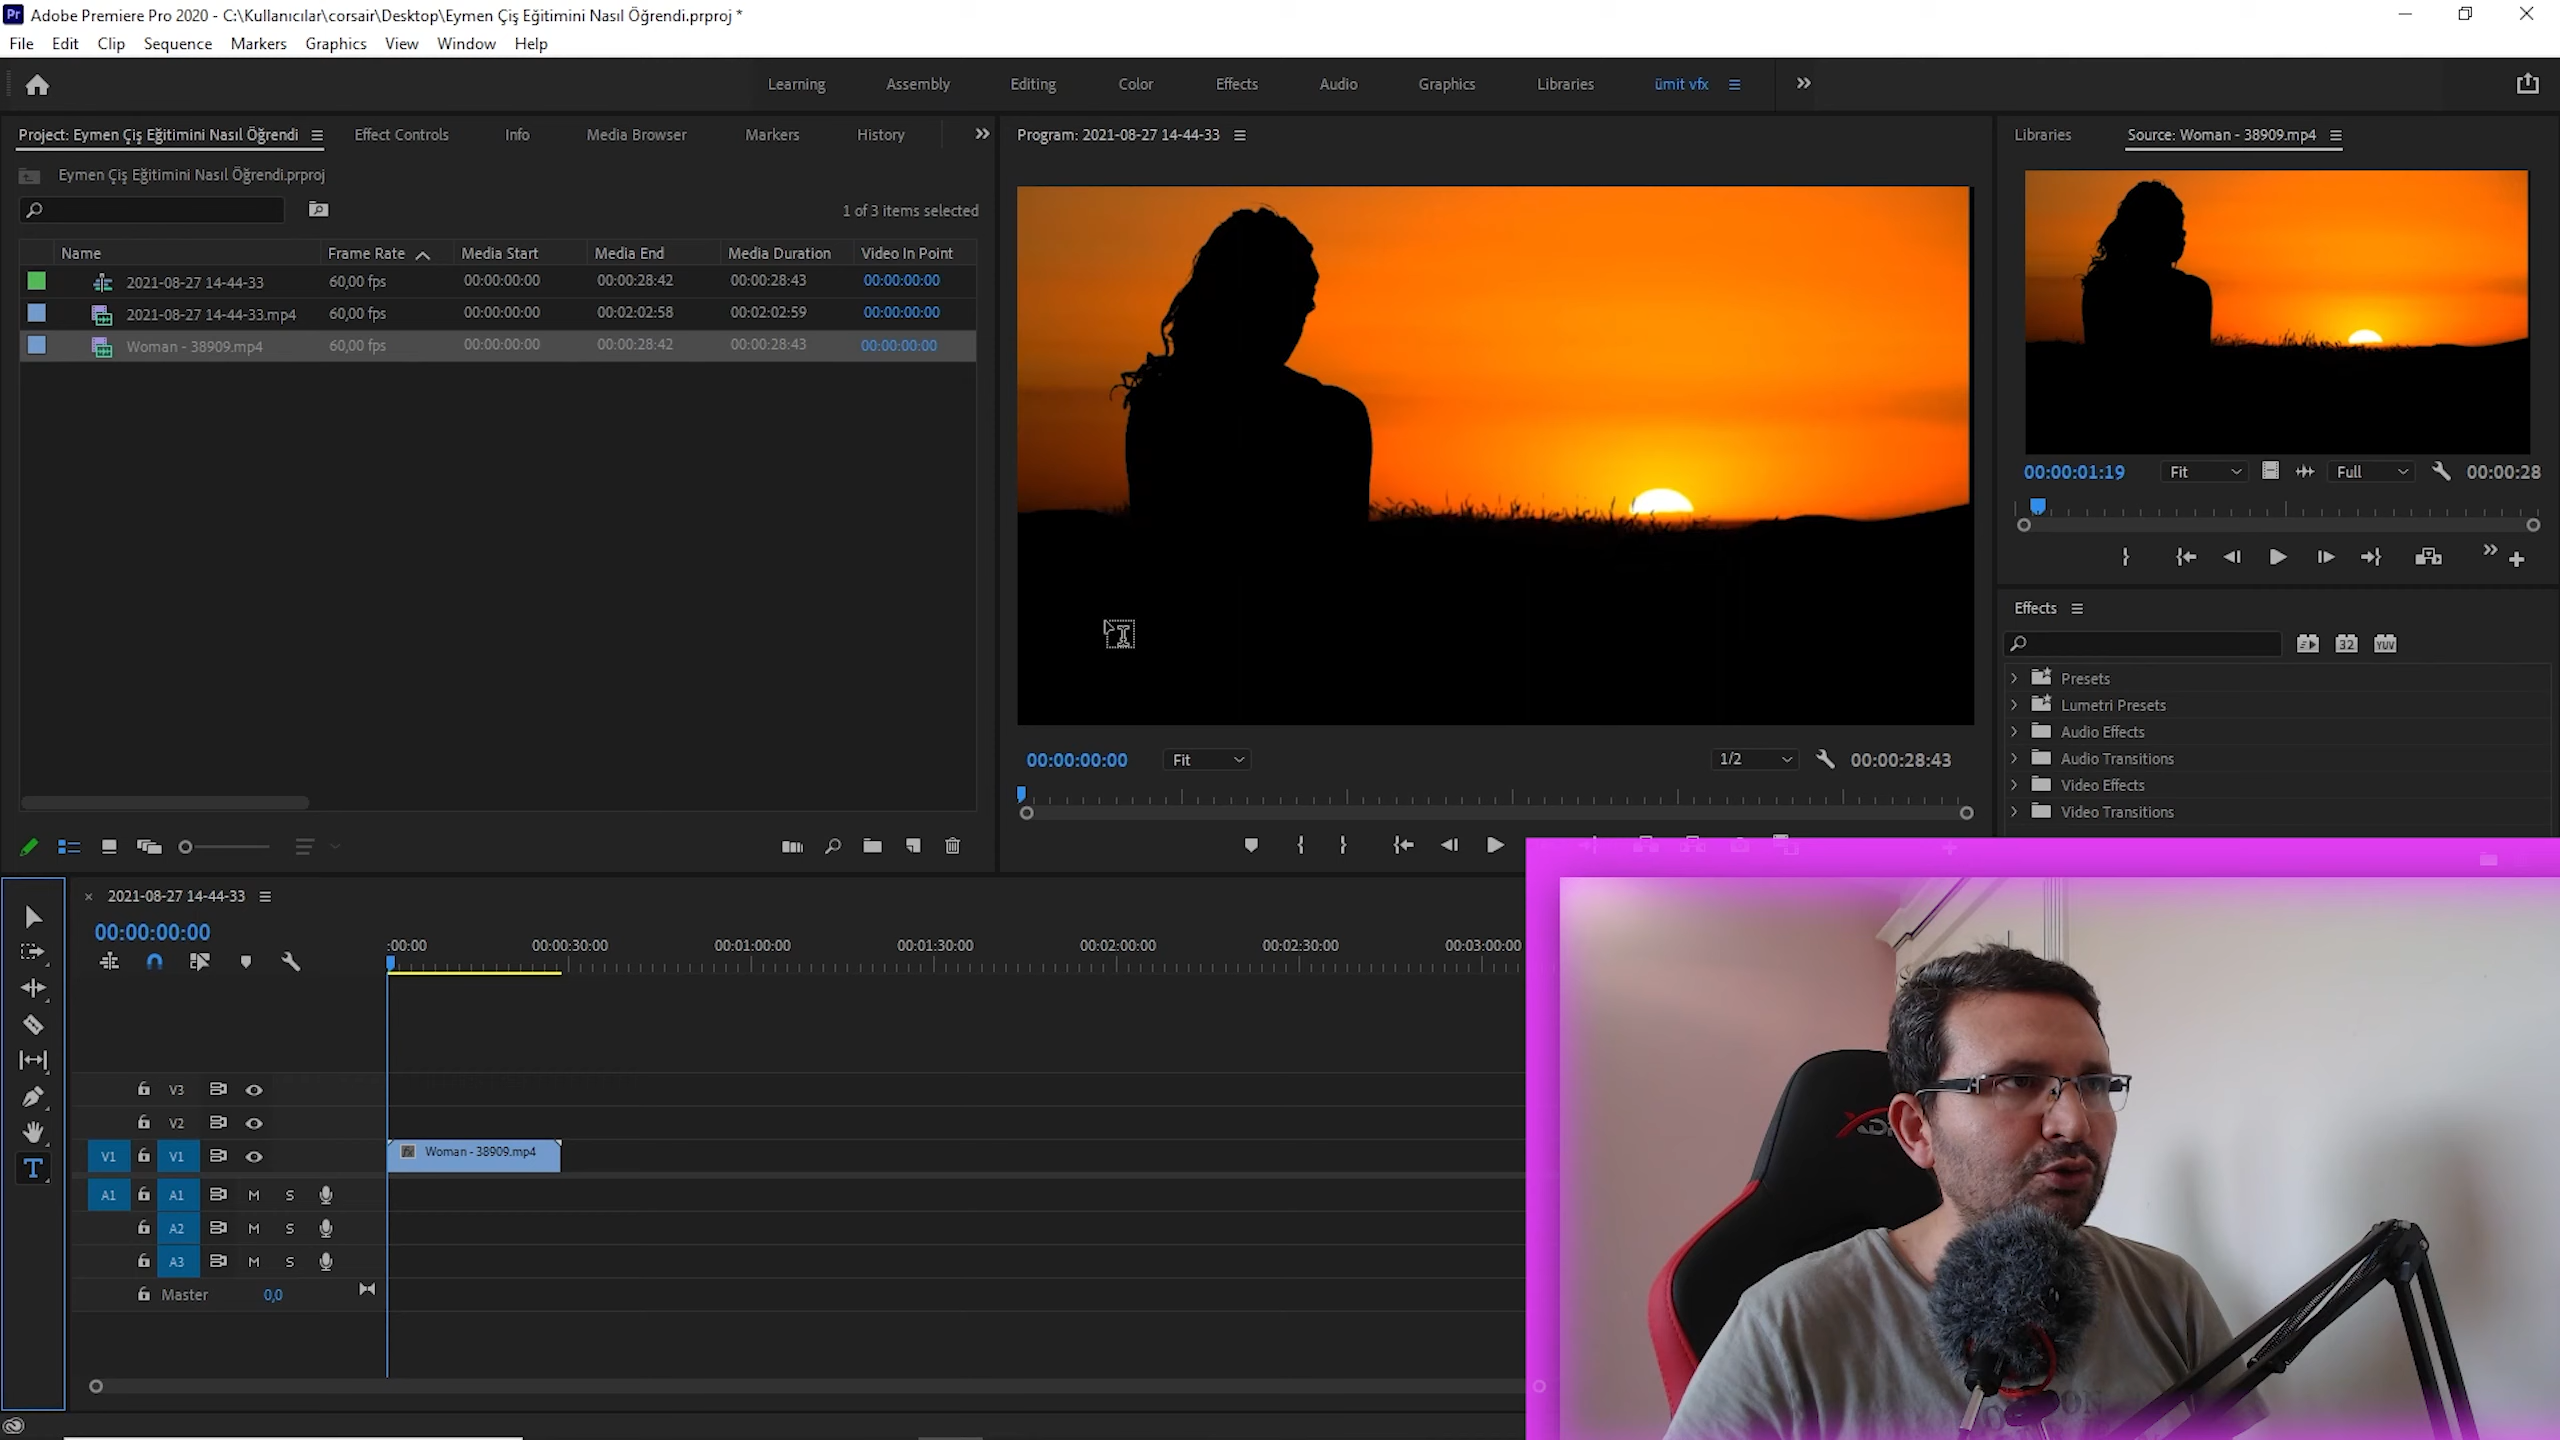 Pr Adobe Premiere Pro 2020 - C:\Kullanıcılar\corsair\Desktop\Eymen Çiş Eğitimini Nasıl Öğrendi.prproj *
File Edit Clip Sequence Markers Graphics View Window Help
Learning Assembly Editing Color Effects Audio Graphics Libraries ümit vfx
Project: Eymen Çiş Eğitimini Nasıl Öğrendi Effect Controls Info Media Browser Markers History
Eymen Çiş Eğitimini Nasıl Öğrendi.prproj
1 of 3 items selected
Name Frame Rate Media Start Media End Media Duration Video In Point
2021-08-27 14-44-33 60,00 fps 00:00:00:00 00:00:28:42 00:00:28:43 00:00:00:00
2021-08-27 14-44-33.mp4 60,00 fps 00:00:00:00 00:02:02:58 00:02:02:59 00:00:00:00
Woman - 38909.mp4 60,00 fps 00:00:00:00 00:00:28:42 00:00:28:43 00:00:00:00
Program: 2021-08-27 14-44-33
00:00:00:00 Fit 1/2 00:00:28:43
Libraries Source: Woman - 38909.mp4
00:00:01:19 Fit Full 00:00:28
Effects
32 YUV
Presets
Lumetri Presets
Audio Effects
Audio Transitions
Video Effects
Video Transitions
× 2021-08-27 14-44-33
00:00:00:00
:00:00 00:00:30:00 00:01:00:00 00:01:30:00 00:02:00:00 00:02:30:00 00:03:00:00
V3
V2
V1 V1 fx Woman - 38909.mp4
A1 A1 M S
A2 M S
A3 M S
Master 0,0